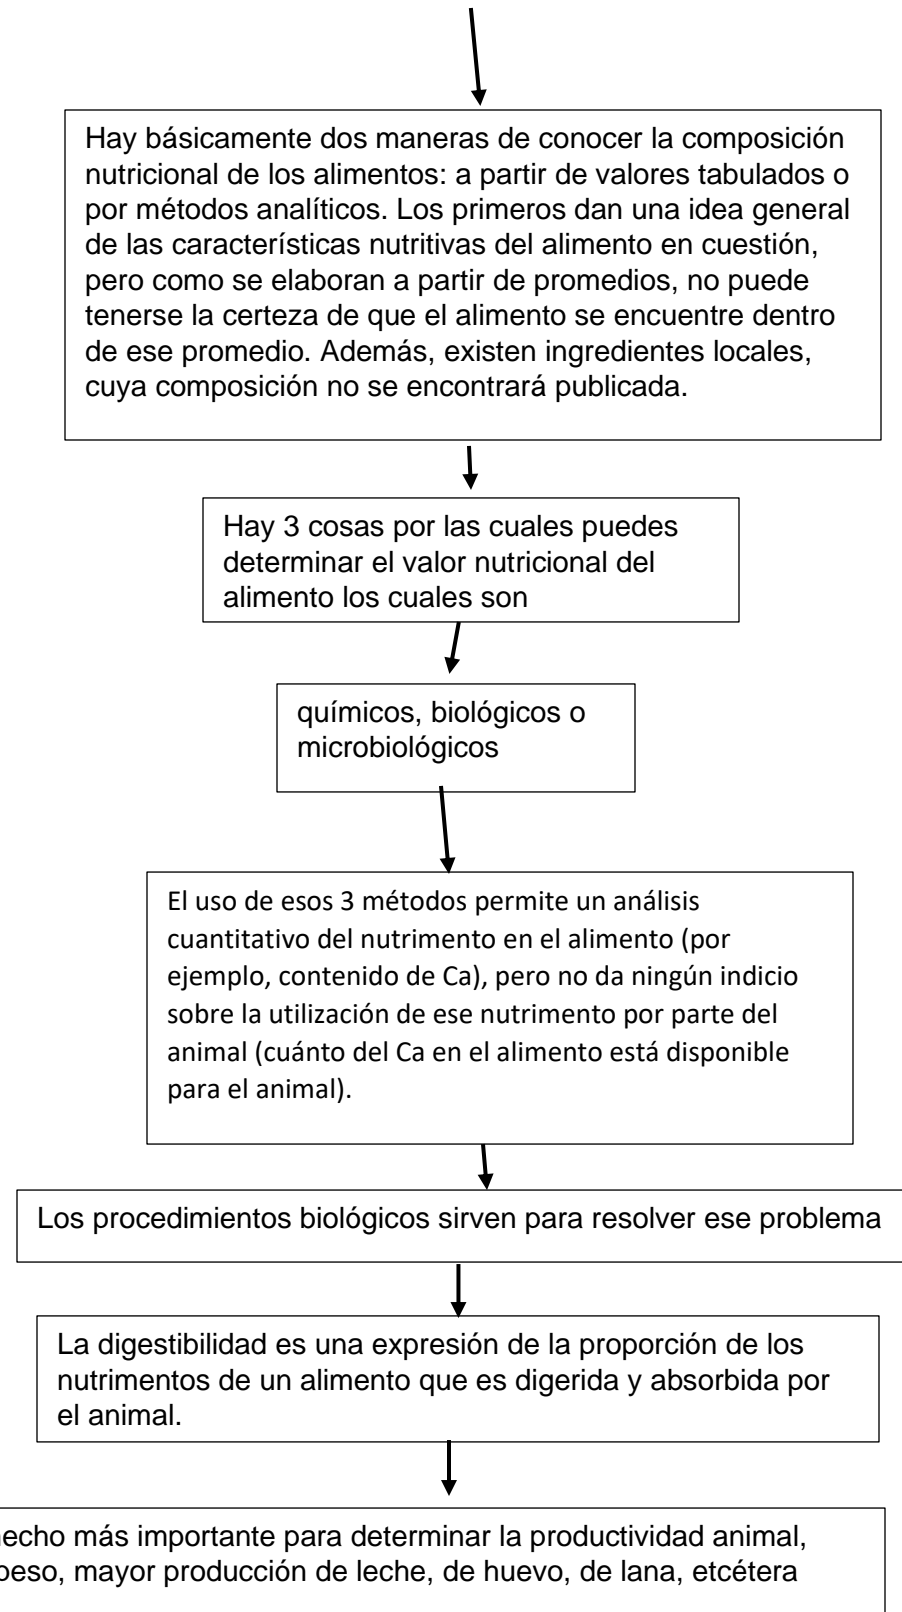 Hay básicamente dos maneras de conocer la composición
nutricional de los alimentos: a partir de valores tabulados o
por métodos analíticos. Los primeros dan una idea general
de las características nutritivas del alimento en cuestión,
pero como se elaboran a partir de promedios, no puede
tenerse la certeza de que el alimento se encuentre dentro
de ese promedio. Además, existen ingredientes locales,
cuya composición no se encontrará publicada.
Hay 3 cosas por las cuales puedes
determinar el valor nutricional del
alimento los cuales son
químicos, biológicos o
microbiológicos
El uso de esos 3 métodos permite un análisis
cuantitativo del nutrimento en el alimento (por
ejemplo, contenido de Ca), pero no da ningún indicio
sobre la utilización de ese nutrimento por parte del
animal (cuánto del Ca en el alimento está disponible
para el animal).
Los procedimientos biológicos sirven para resolver ese problema
La digestibilidad es una expresión de la proporción de los
nutrimentos de un alimento que es digerida y absorbida por
el animal.
más importante para determinar la productividad animal,
mayor producción de leche, de huevo, de lana, etcétera